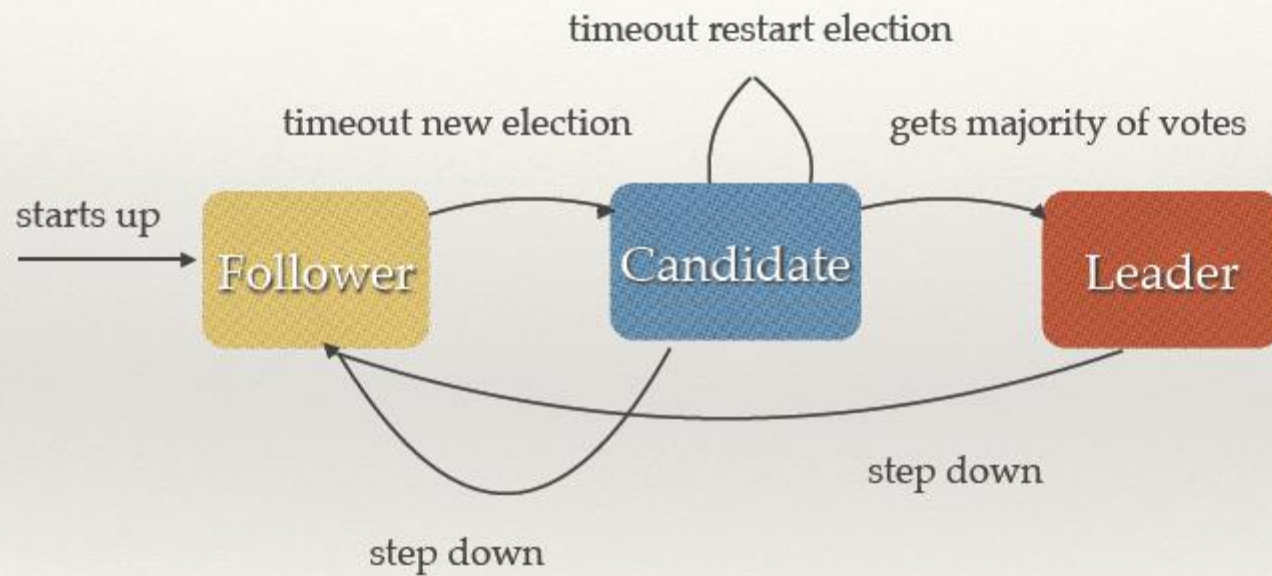 timeout restart election
timeout new election
gets majority of votes
starts up
Follower
Candidate
Leader
step down
step down